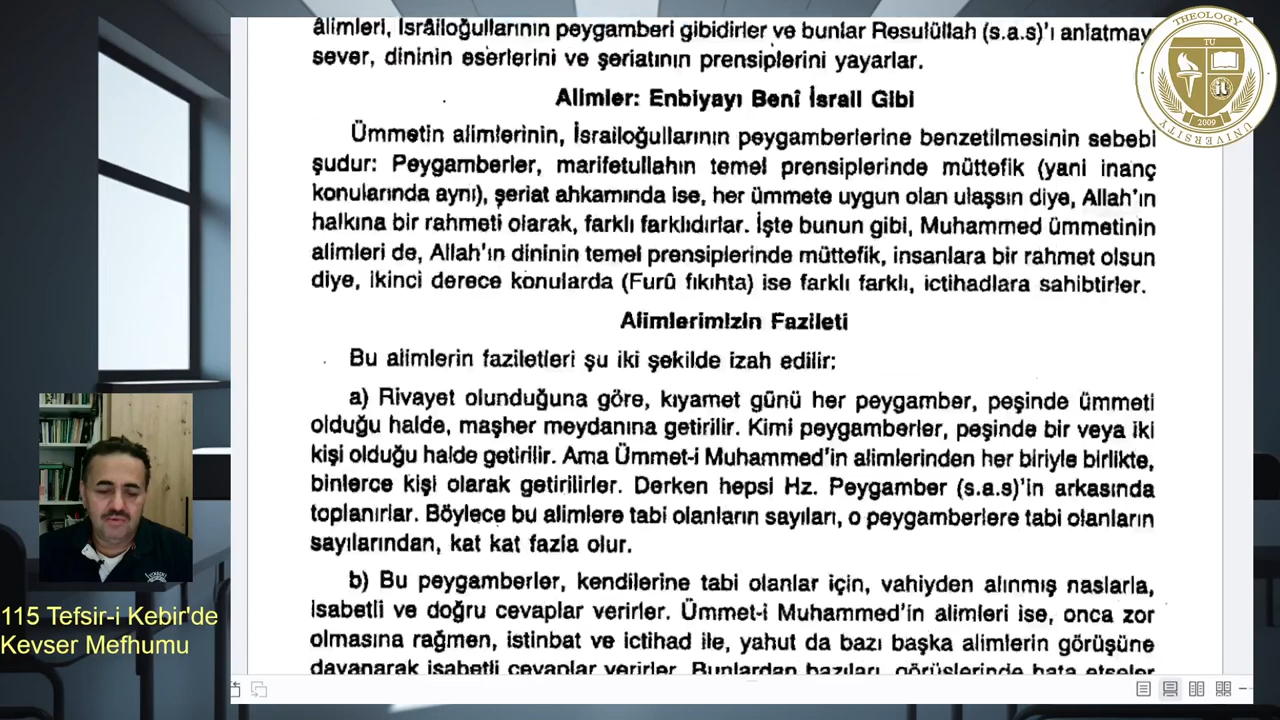 âlimleri, İsrâiloğullarının peygamberi gibidirler ve bunlar Resulüllah (s.a.s)'ı anlatmay
sever, dininin eserlerini ve şeriatının prensiplerini yayarlar.
Alimler: Enbiyayı Benî İsrail Gibi
Ümmetin alimlerinin, İsrailoğullarının peygamberlerine benzetilmesinin sebebi
şudur: Peygamberler, marifetullahın temel prensiplerinde müttefik (yani inanç
konularında aynı), şeriat ahkamında ise, her ümmete uygun olan ulaşsın diye, Allah'ın
halkına bir rahmeti olarak, farklı farklıdırlar. İşte bunun gibi, Muhammed ümmetinin
alimleri de, Allah'ın dininin temel prensiplerinde müttefik, insanlara bir rahmet olsun
diye, ikinci derece konularda (Furû fıkıhta) ise farklı farklı, ictihadlara sahibtirler.
Alimlerimizin Fazileti
Bu alimlerin faziletleri şu iki şekilde izah edilir:
a) Rivayet olunduğuna göre, kıyamet günü her peygamber, peşinde ümmeti
olduğu halde, maşher meydanına getirilir. Kimi peygamberler, peşinde bir veya iki
kişi olduğu halde getirilir. Ama Ümmet-i Muhammed'in alimlerinden her biriyle birlikte,
binlerce kişi olarak getirilirler. Derken hepsi Hz. Peygamber (s.a.s)'in arkasında
toplanırlar. Böylece bu alimlere tabi olanların sayıları, o peygamberlere tabi olanların
sayılarından, kat kat fazla olur.
b) Bu peygamberler, kendilerine tabi olanlar için, vahiyden alınmış naslarla,
isabetli ve doğru cevaplar verirler. Ümmet-i Muhammed'in alimleri ise, onca zor
olmasına rağmen, istinbat ve ictihad ile, yahut da bazı başka alimlerin görüşüne
dayanarak isabetli cevaplar verirler. Bunlardan bazıları, görüşlerinde hata etseler
115 Tefsir-i Kebir'de
Kevser Mefhumu
THEOLOGY
TU
2009
UNIVERSITY